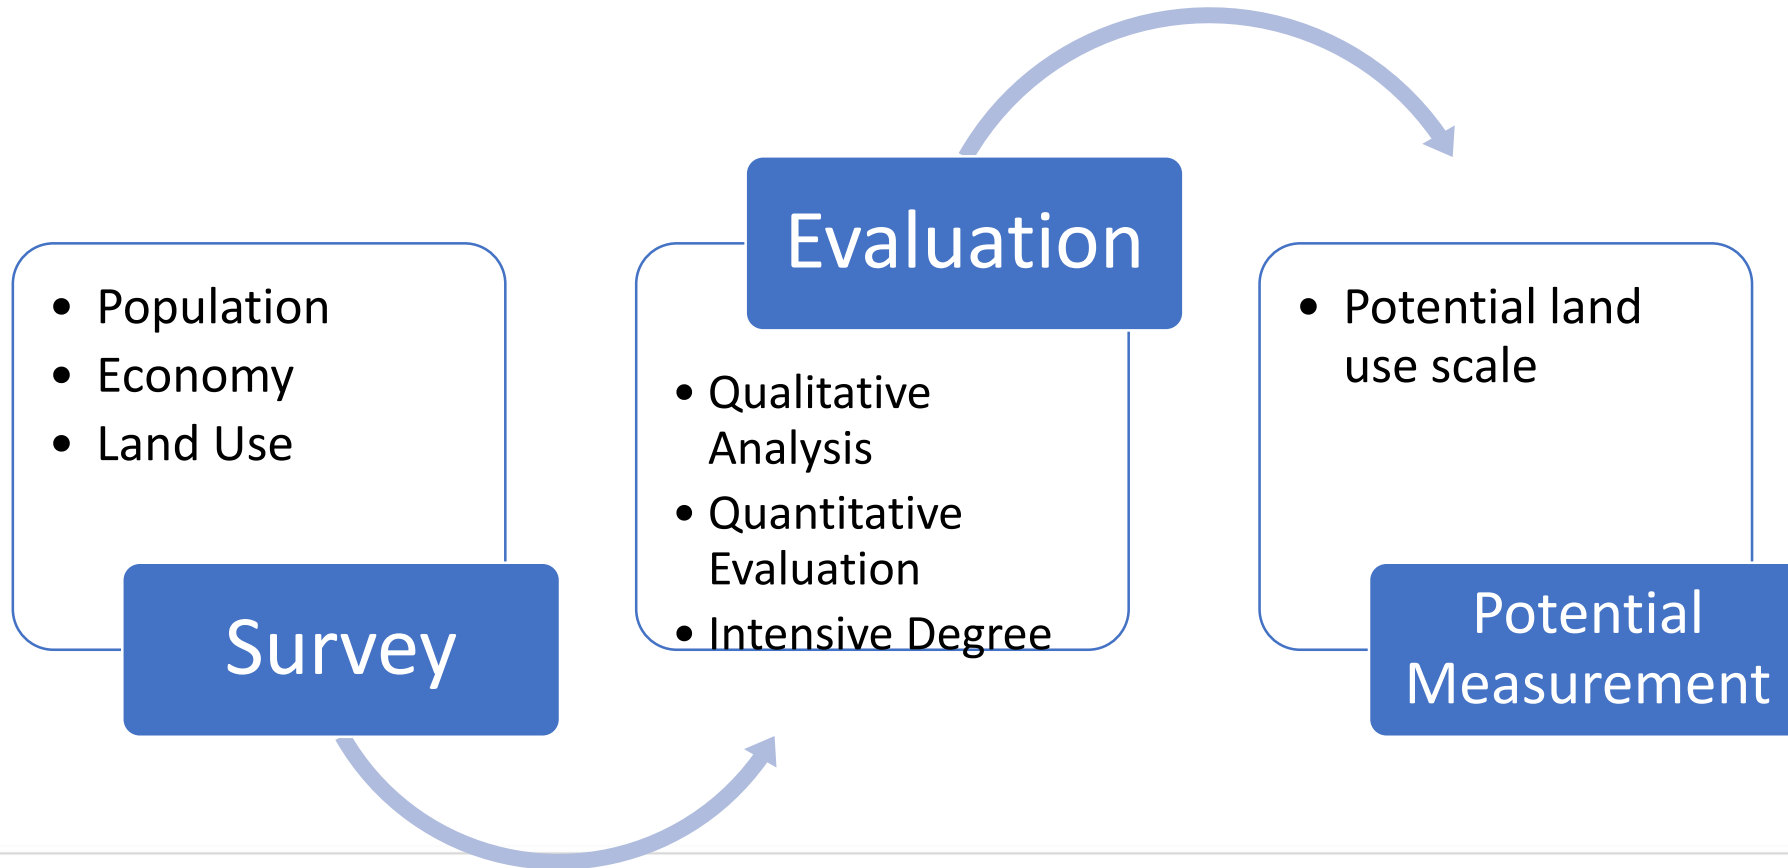 • Population
• Economy
• Land Use
Survey
Evaluation
• Qualitative
Analysis
• Quantitative
Evaluation
• Intensive Degree
• Potential land
use scale
Potential
Measurement